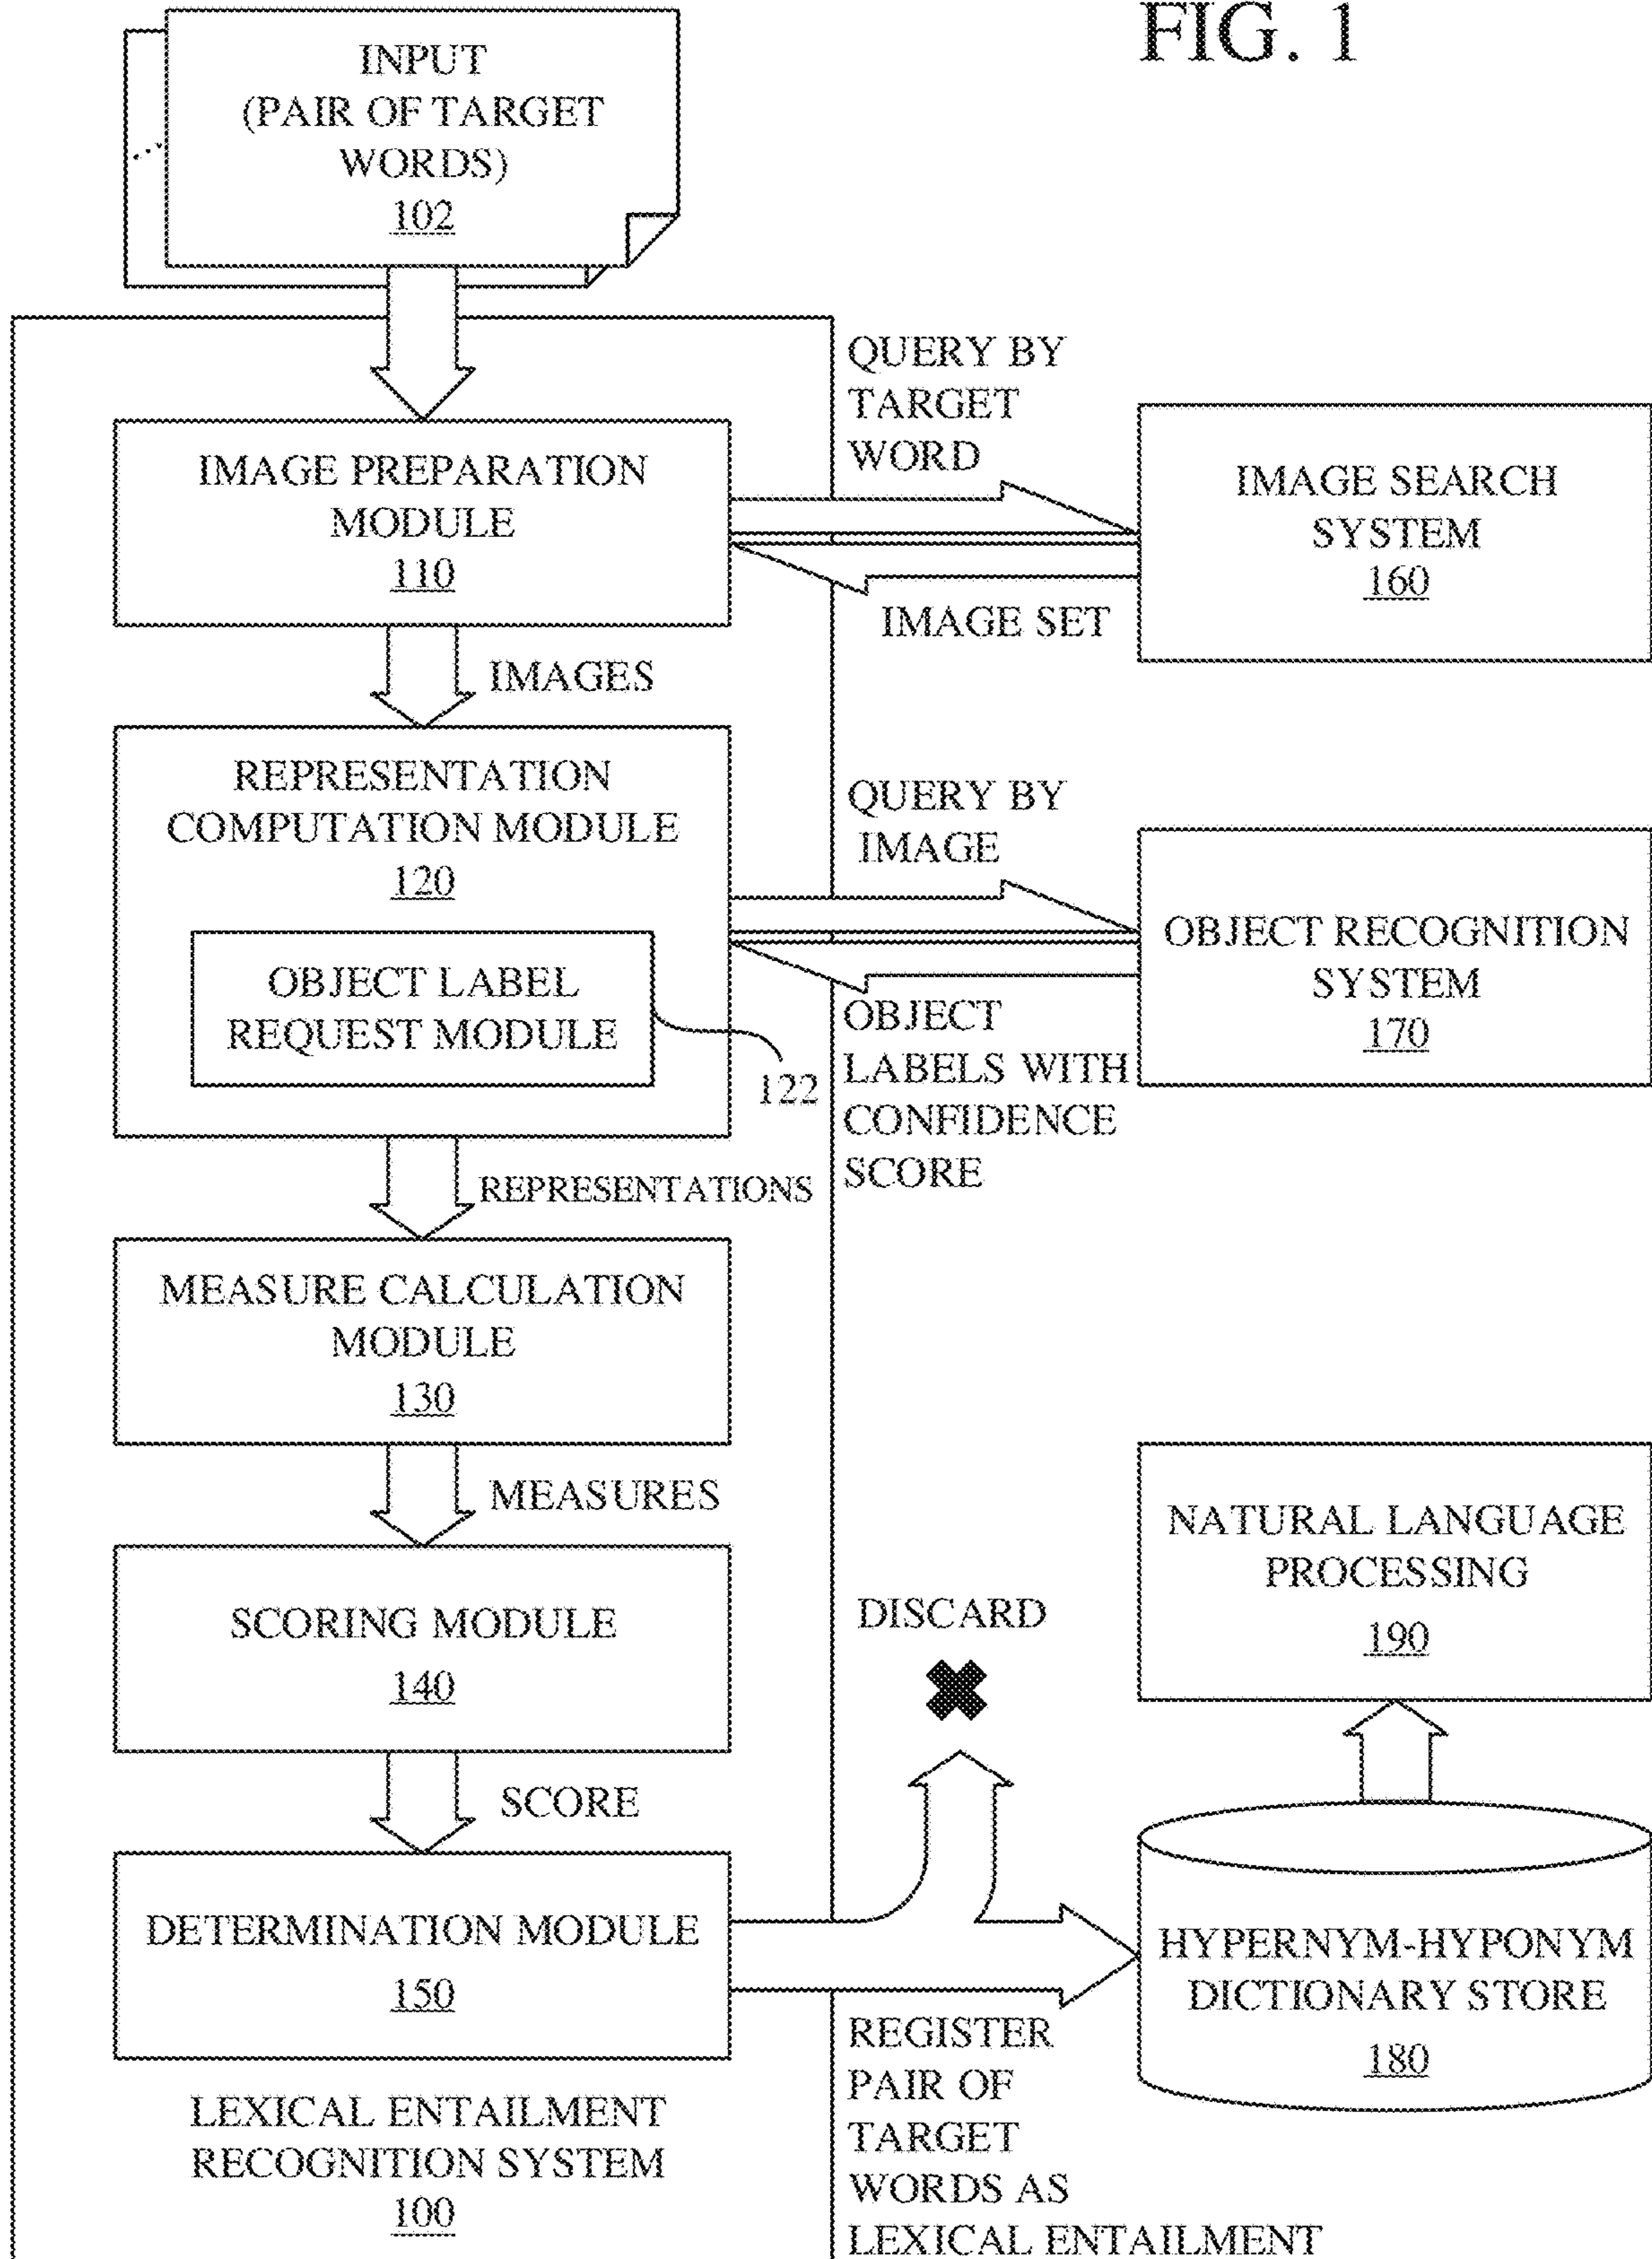 FIG. 1
INPUT
(PAIR OF TARGET
WORDS)
102
IMAGE PREPARATION
MODULE
110
QUERY BY
TARGET
WORD
IMAGE SET
IMAGE SEARCH
SYSTEM
160
IMAGES
REPRESENTATION
COMPUTATION MODULE
120
OBJECT LABEL
REQUEST MODULE
122
QUERY BY
IMAGE
OBJECT
LABELS WITH
CONFIDENCE
SCORE
OBJECT RECOGNITION
SYSTEM
170
REPRESENTATIONS
MEASURE CALCULATION
MODULE
130
MEASURES
SCORING MODULE
140
SCORE
DETERMINATION MODULE
150
DISCARD
NATURAL LANGUAGE
PROCESSING
190
HYPERNYM-HYPONYM
DICTIONARY STORE
180
REGISTER
PAIR OF
TARGET
WORDS AS
LEXICAL ENTAILMENT
LEXICAL ENTAILMENT
RECOGNITION SYSTEM
100